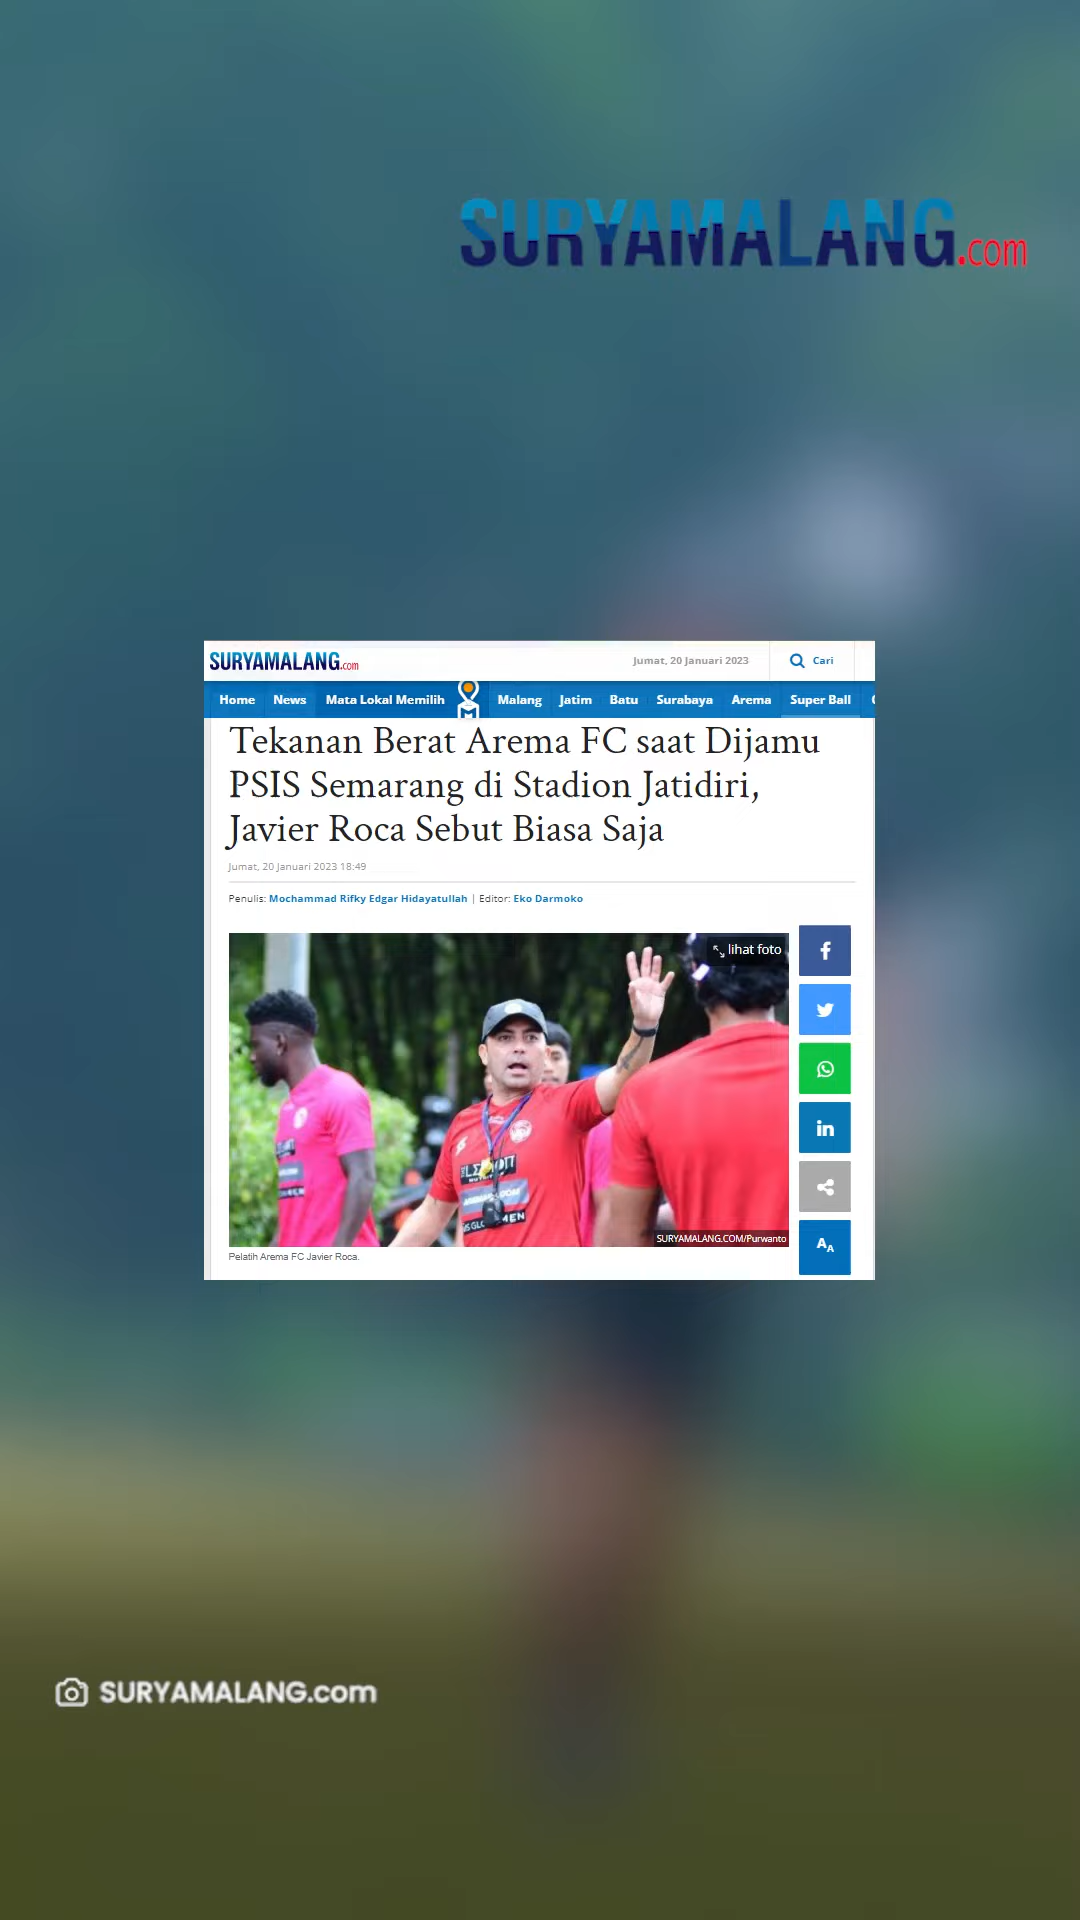 SURYAMALANG.com
SURYAMALANG.com
Jumat, 20 Januari 2023
Cari
Home News Mata Lokal Memilih Malang Jatim Batu Surabaya Arema Super Ball
Tekanan Berat Arema FC saat Dijamu
PSIS Semarang di Stadion Jatidiri,
Javier Roca Sebut Biasa Saja
Jumat, 20 Januari 2023 18:49
Penulis: Mochammad Rifky Edgar Hidayatullah | Editor: Eko Darmoko
lihat foto
SURYAMALANG.COM/Purwanto
Pelatih Arema FC Javier Roca.
AA
SURYAMALANG.com